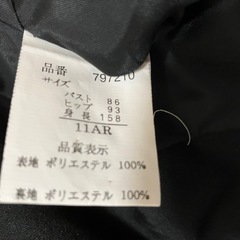 品番 797210
サイズ
バスト 86
ヒップ 93
身長 158
11AR
品質表示
表地 ポリエステル 100%
裏地 ポリエステル 100%